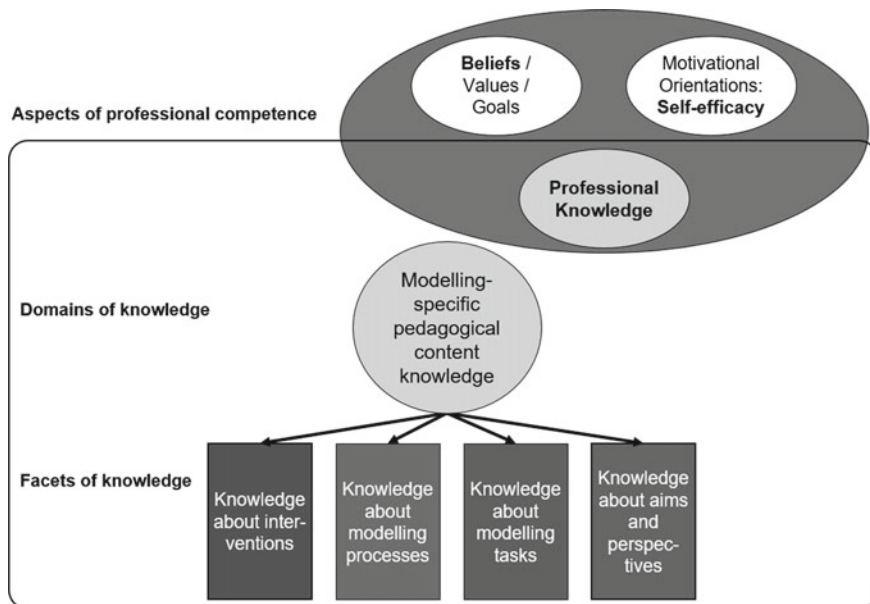 Beliefs /
Values /
Goals
Motivational
Orientations:
Self-efficacy
Aspects of professional competence
Professional
Knowledge
Modelling-
specific
pedagogical
content
knowledge
Domains of knowledge
Facets of knowledge
Knowledge
about inter-
ventions
Knowledge
about
modelling
processes
Knowledge
about
modelling
tasks
Knowledge
about aims
and
perspec-
tives